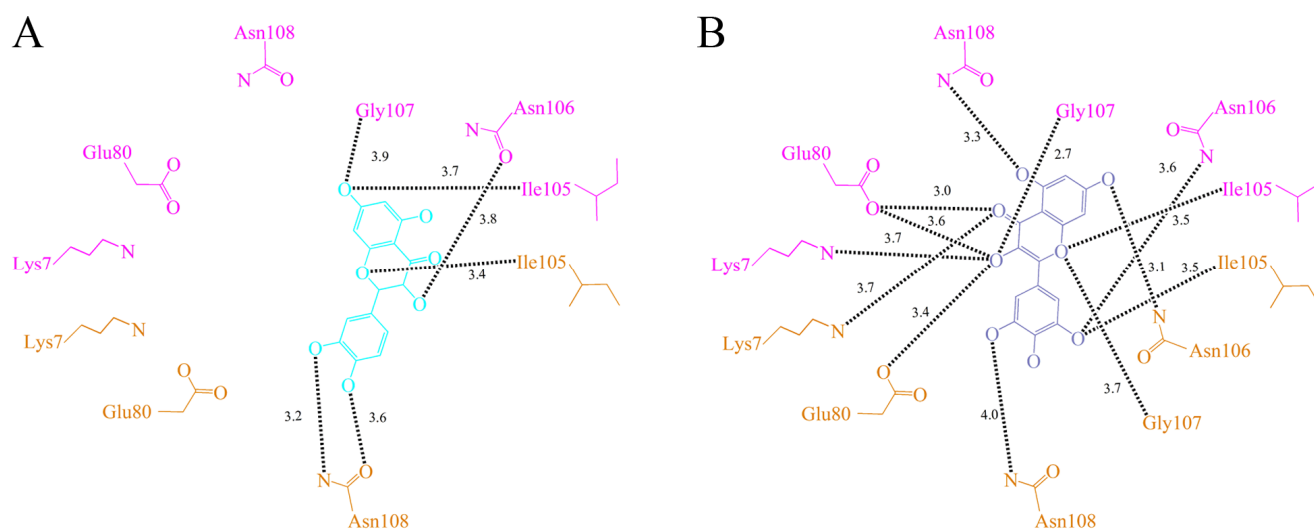 A
Asn108
N
O
Gly107
Asn106
N
O
3.9
3.7
Glu80
O
O
O
Ile105
3.8
O
Lys7
N
O
O
Ile105
3.4
O
Lys7
N
O
Glu80
O
O
O
3.2
3.6
N
O
Asn108
B
Asn108
N
O
Gly107
Asn106
O
N
3.3
2.7
Glu80
O
O
3.6
O
O
Ile105
3.0
O
3.6
3.5
Lys7
N
3.7
O
O
Ile105
3.7
3.1
3.5
3.4
Lys7
N
O
O
O
N
O
Asn106
Glu80
O
O
3.7
4.0
Gly107
N
O
Asn108